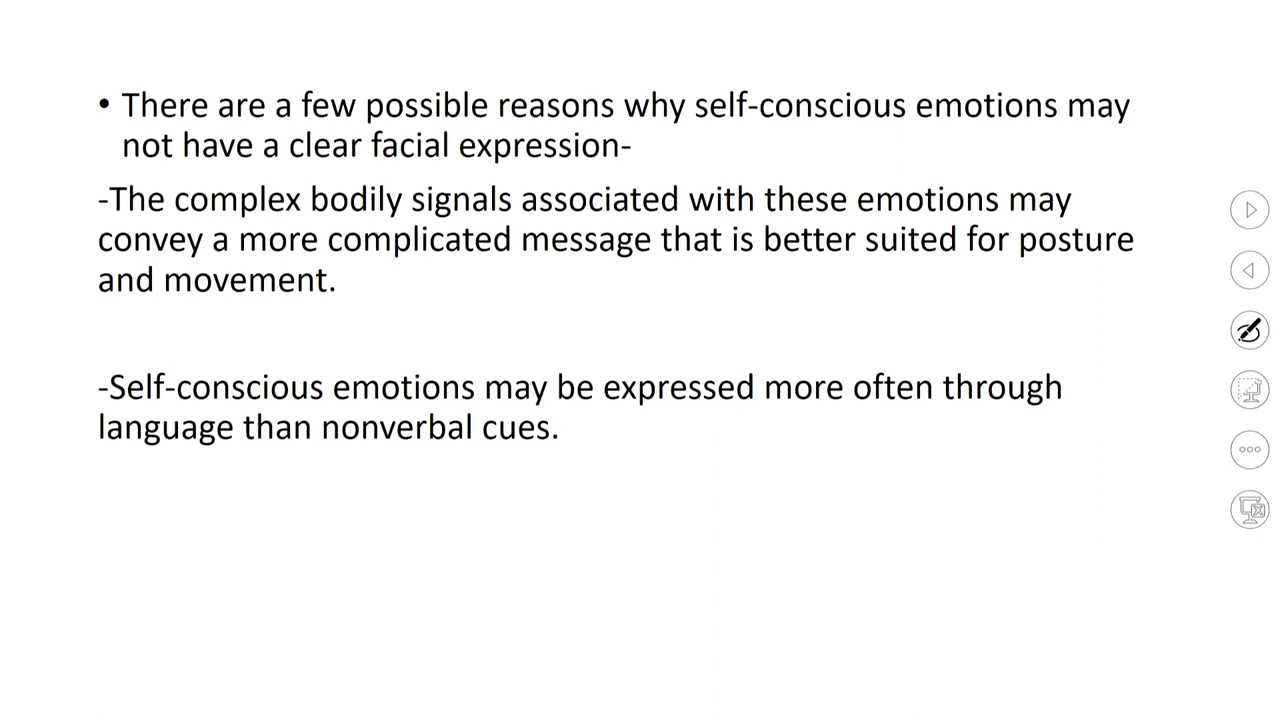 • There are a few possible reasons why self-conscious emotions may
not have a clear facial expression-
-The complex bodily signals associated with these emotions may
convey a more complicated message that is better suited for posture
and movement.
-Self-conscious emotions may be expressed more often through
language than nonverbal cues.